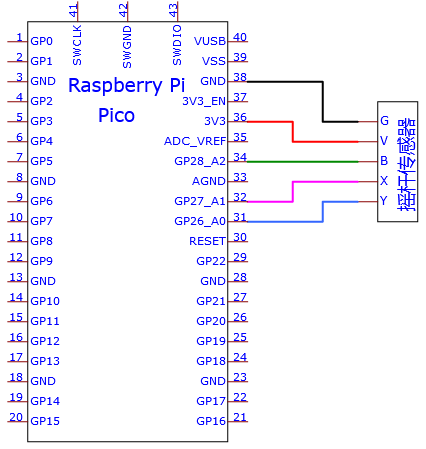 41 42 43
SWCLK SWGND SWDIO
1 GP0 VUSB 40
2 GP1 VSS 39
3 GND GND 38
4 GP2 3V3_EN 37
5 GP3 3V3 36
6 GP4 ADC_VREF 35
7 GP5 GP28_A2 34
8 GND AGND 33
9 GP6 GP27_A1 32
10 GP7 GP26_A0 31
11 GP8 RESET 30
12 GP9 GP22 29
13 GND GND 28
14 GP10 GP21 27
15 GP11 GP20 26
16 GP12 GP19 25
17 GP13 GP18 24
18 GND GND 23
19 GP14 GP17 22
20 GP15 GP16 21
Raspberry Pi
Pico
G
V
B
X
Y
摇杆传感器